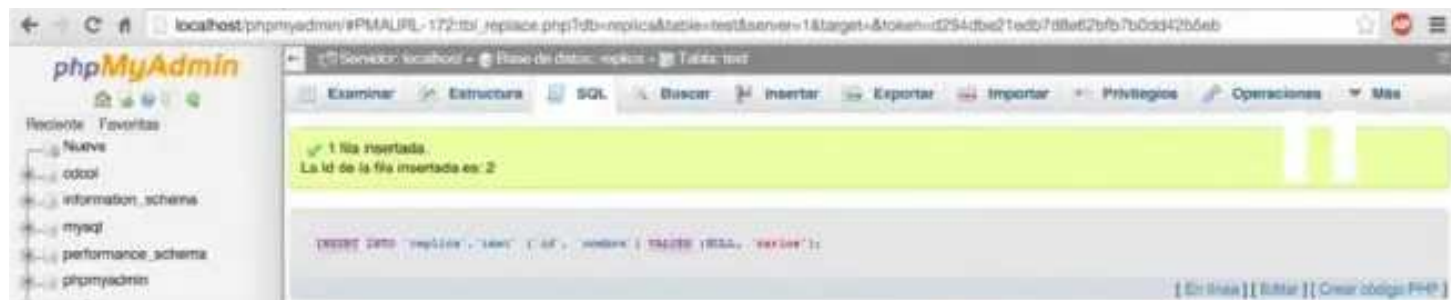 localhost/phpmyadmin/#PMAURL-172:tbl_replace.php?db=replica&table=test&server=1&target=&token=
phpMyAdmin
Servidor: localhost » Base de datos: replica » Tabla: test
Examinar Estructura SQL Buscar Insertar Exportar Importar Privilegios Operaciones Más
Reciente Favoritas
Nueva
1 fila insertada.
La id de la fila insertada es: 2
information_schema
mysql
INSERT INTO `replica`.`test` (`id`, `nombre`) VALUES (NULL, 'carlos');
performance_schema
phpmyadmin
[ En línea ] [ Editar ] [ Crear código PHP ]